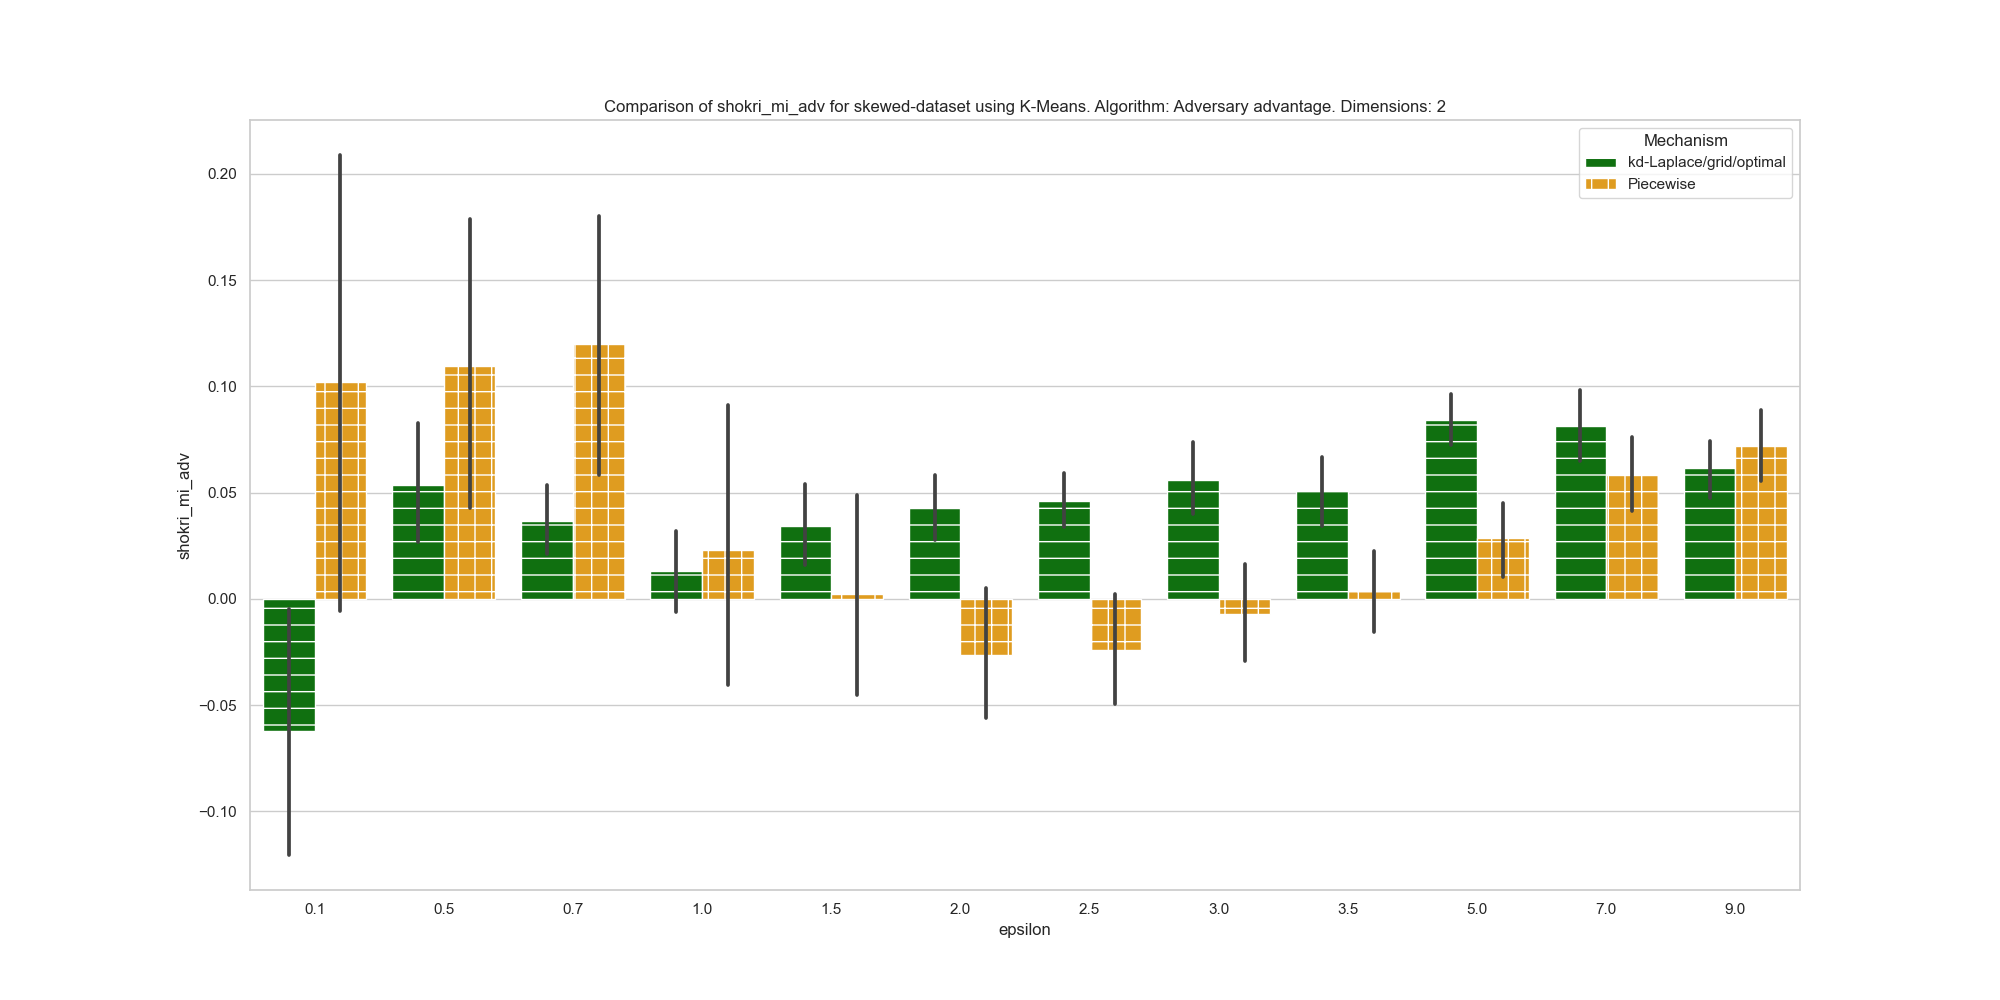 Comparison of shokri_mi_adv for skewed-dataset using K-Means. Algorithm: Adversary advantage. Dimensions: 2
Mechanism
kd-Laplace/grid/optimal
Piecewise
shokri_mi_adv
0.20
0.15
0.10
0.05
0.00
−0.05
−0.10
0.1 0.5 0.7 1.0 1.5 2.0 2.5 3.0 3.5 5.0 7.0 9.0
epsilon